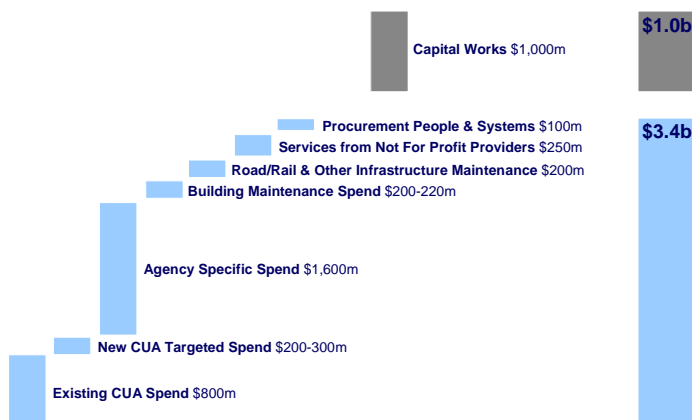 $1.0b
Capital Works $1,000m
Procurement People & Systems $100m
$3.4b
Services from Not For Profit Providers $250m
Road/Rail & Other Infrastructure Maintenance $200m
Building Maintenance Spend $200-220m
Agency Specific Spend $1,600m
New CUA Targeted Spend $200-300m
Existing CUA Spend $800m